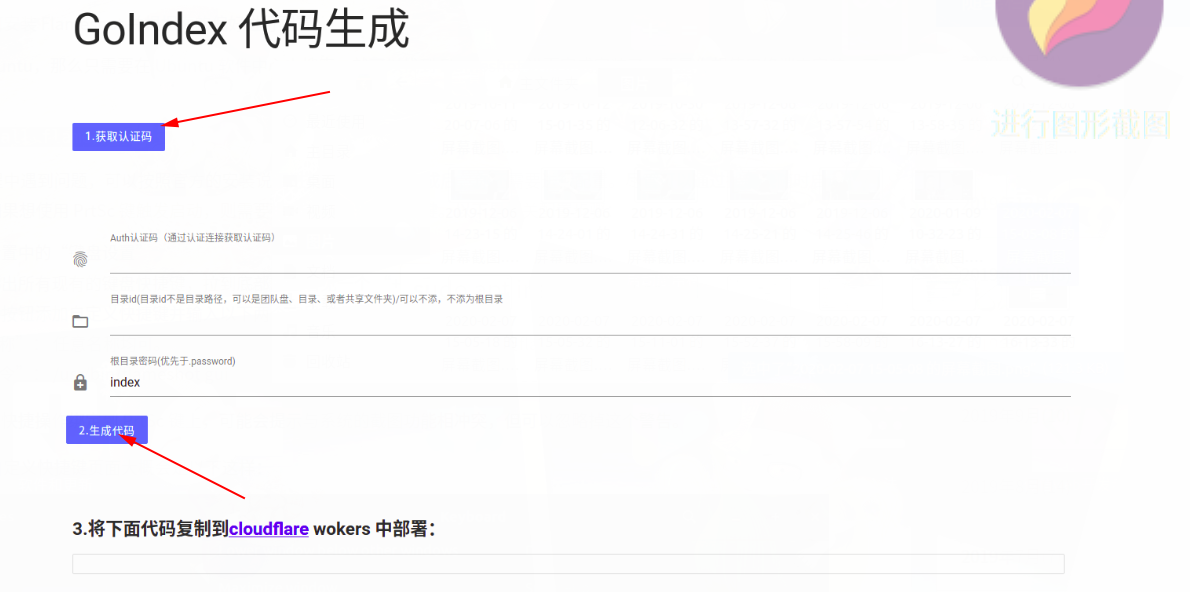 GoIndex 代码生成
进行图形截图
1.获取认证码
Auth认证码（通过认证连接获取认证码）
目录id(目录id不是目录路径，可以是团队盘、目录、或者共享文件夹)/可以不添，不添为根目录
根目录密码(优先于.password)
index
2.生成代码
3.将下面代码复制到cloudflare wokers 中部署：